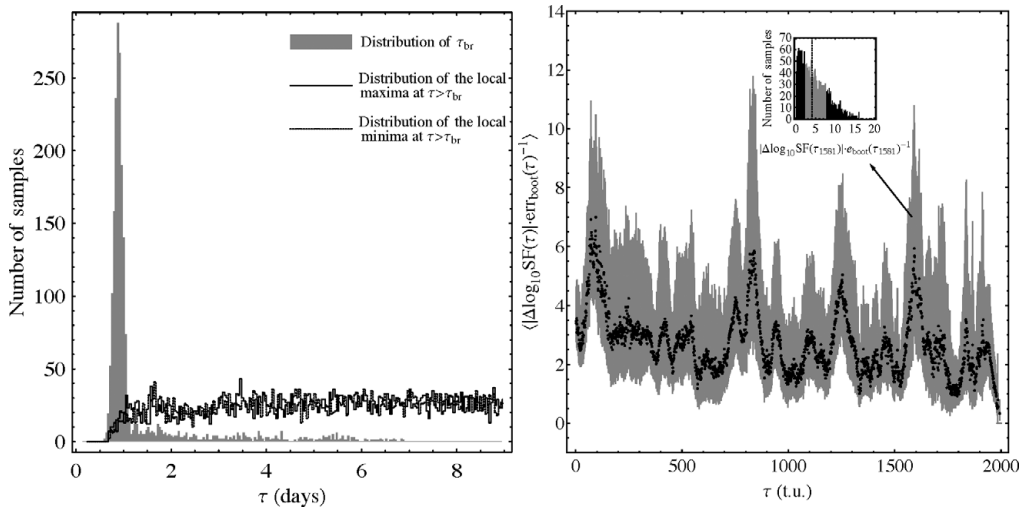 Number of samples
250
200
150
100
50
0
Distribution of τbr
Distribution of the local
maxima at τ>τbr
Distribution of the local
minima at τ>τbr
0 2 4 6 8
τ (days)
⟨|Δlog10SF(τ)|·errboot(τ)−1⟩
14
12
10
8
6
4
2
0
Number of samples
70
60
50
40
30
20
10
0
0 5 10 15 20
|Δlog10SF(τ1581)|·eboot(τ1581)−1
0 500 1000 1500 2000
τ (t.u.)